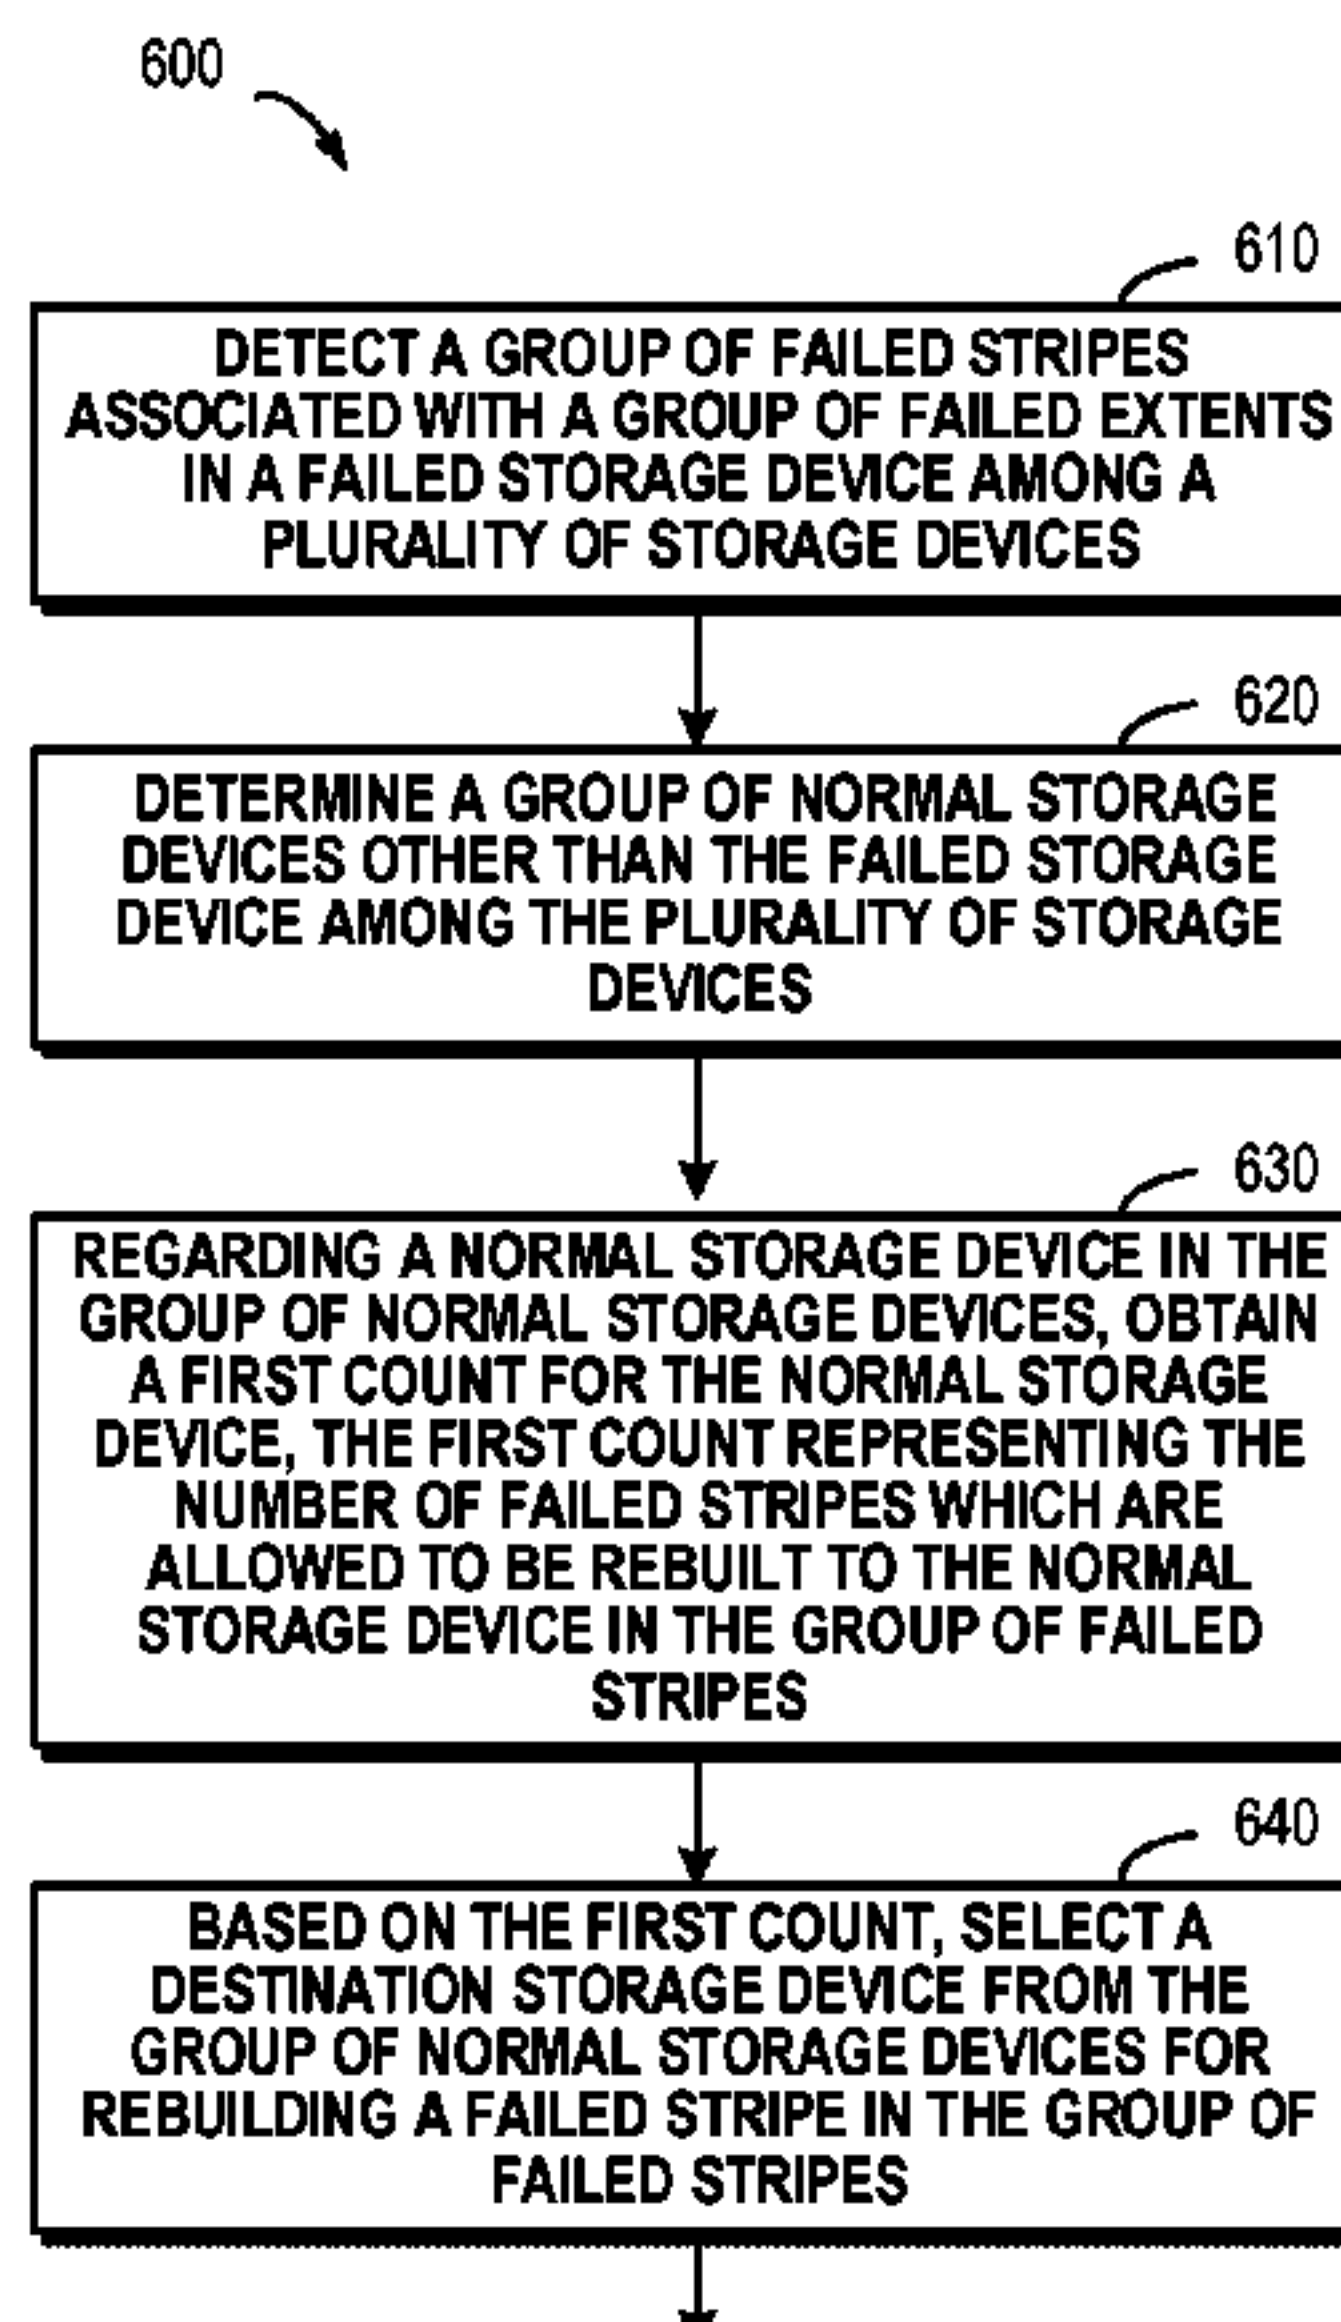 600
610
DETECT A GROUP OF FAILED STRIPES
ASSOCIATED WITH A GROUP OF FAILED EXTENTS
IN A FAILED STORAGE DEVICE AMONG A
PLURALITY OF STORAGE DEVICES
620
DETERMINE A GROUP OF NORMAL STORAGE
DEVICES OTHER THAN THE FAILED STORAGE
DEVICE AMONG THE PLURALITY OF STORAGE
DEVICES
630
REGARDING A NORMAL STORAGE DEVICE IN THE
GROUP OF NORMAL STORAGE DEVICES, OBTAIN
A FIRST COUNT FOR THE NORMAL STORAGE
DEVICE, THE FIRST COUNT REPRESENTING THE
NUMBER OF FAILED STRIPES WHICH ARE
ALLOWED TO BE REBUILT TO THE NORMAL
STORAGE DEVICE IN THE GROUP OF FAILED
STRIPES
640
BASED ON THE FIRST COUNT, SELECT A
DESTINATION STORAGE DEVICE FROM THE
GROUP OF NORMAL STORAGE DEVICES FOR
REBUILDING A FAILED STRIPE IN THE GROUP OF
FAILED STRIPES